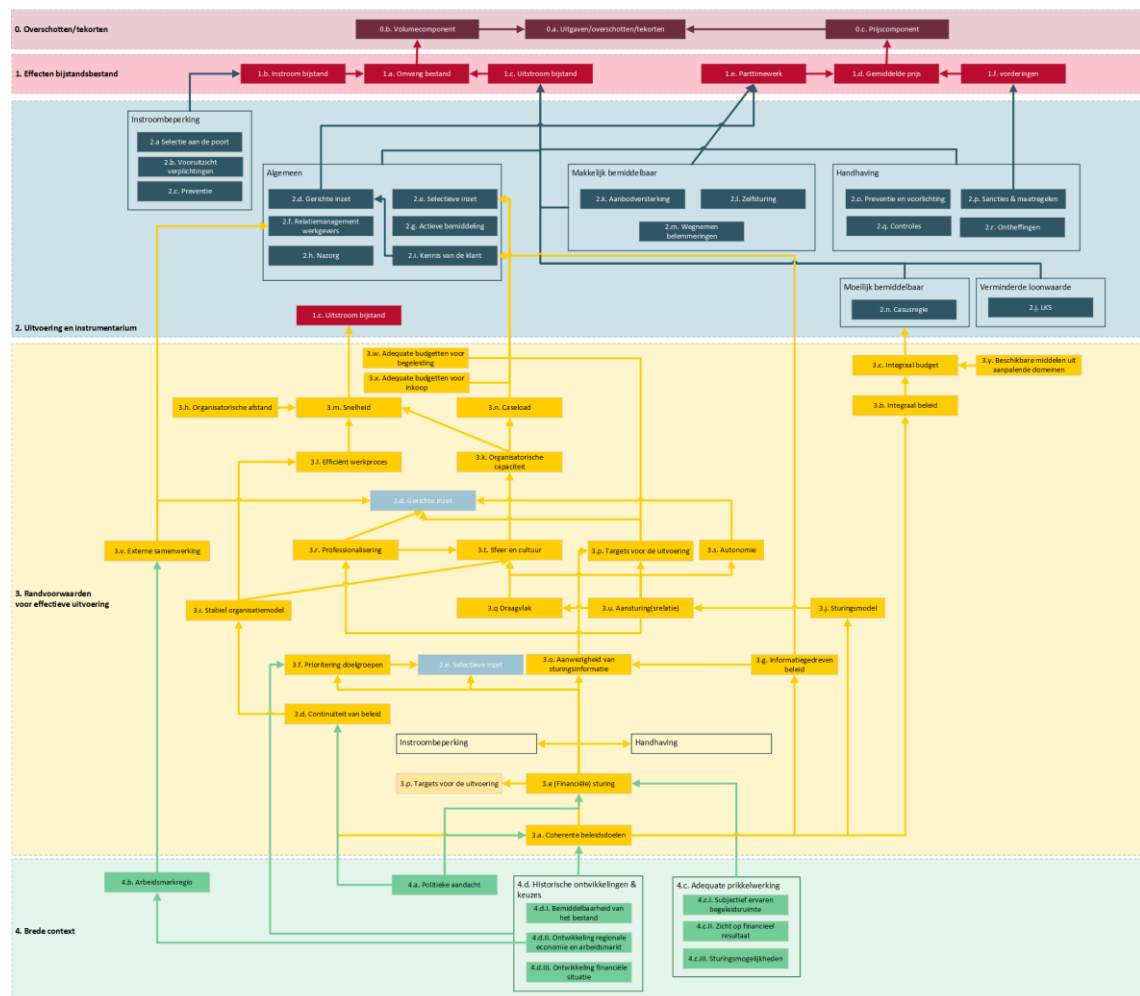 0. Overschotten/tekorten
0.b. Volumecomponent
0.a. Uitgaven/overschotten/tekorten
0.c. Prijscomponent
1. Effecten bijstandsbestand
1.b. Instroom bijstand
1.a. Omvang bestand
1.c. Uitstroom bijstand
1.e. Parttimewerk
1.d. Gemiddelde prijs
1.f. vorderingen
Instroombeperking
2.a Selectie aan de poort
2.b. Vooruitzicht
verplichtingen
2.c. Preventie
Algemeen
2.d. Gerichte inzet
2.e. Selectieve inzet
2.f. Relatiemanagement
werkgevers
2.g. Actieve bemiddeling
2.h. Nazorg
2.i. Kennis van de klant
Makkelijk bemiddelbaar
2.k. Aanbodversterking
2.l. Zelfsturing
2.m. Wegnemen
belemmeringen
Handhaving
2.o. Preventie en voorlichting
2.p. Sancties & maatregelen
2.q. Controles
2.r. Ontheffingen
Moeilijk bemiddelbaar
2.n. Casusregie
Verminderde loonwaarde
2.j. LKS
1.c. Uitstroom bijstand
2. Uitvoering en instrumentarium
3.w. Adequate budgetten voor
begeleiding
3.x. Adequate budgetten voor
inkoop
3.c. Integraal budget
3.y. Beschikbare middelen uit
aanpalende domeinen
3.h. Organisatorische afstand
3.m. Snelheid
3.n. Caseload
3.b. Integraal beleid
3.l. Efficiënt werkproces
3.k. Organisatorische
capaciteit
2.d. Gerichte inzet
3.v. Externe samenwerking
3.r. Professionalisering
3.t. Sfeer en cultuur
3.p. Targets voor de uitvoering
3.s. Autonomie
3. Randvoorwaarden
voor effectieve uitvoering
3.i. Stabiel organisatiemodel
3.q Draagvlak
3.u. Aansturing(srelatie)
3.j. Sturingsmodel
3.f. Prioritering doelgroepen
2.e. Selectieve inzet
3.o. Aanwezigheid van
sturingsinformatie
3.g. Informatiegedreven
beleid
3.d. Continuïteit van beleid
Instroombeperking
Handhaving
3.p. Targets voor de uitvoering
3.e (Financiële) sturing
3.a. Coherente beleidsdoelen
4.b. Arbeidsmarkregio
4.a. Politieke aandacht
4.d. Historische ontwikkelingen &
keuzes
4.d.I. Bemiddelbaarheid van
het bestand
4.d.II. Ontwikkeling regionale
economie en arbeidsmarkt
4.d.III. Ontwikkeling financiële
situatie
4.c. Adequate prikkelwerking
4.c.I. Subjectief ervaren
begeleidsruimte
4.c.II. Zicht op financieel
resultaat
4.c.III. Sturingsmogelijkheden
4. Brede context